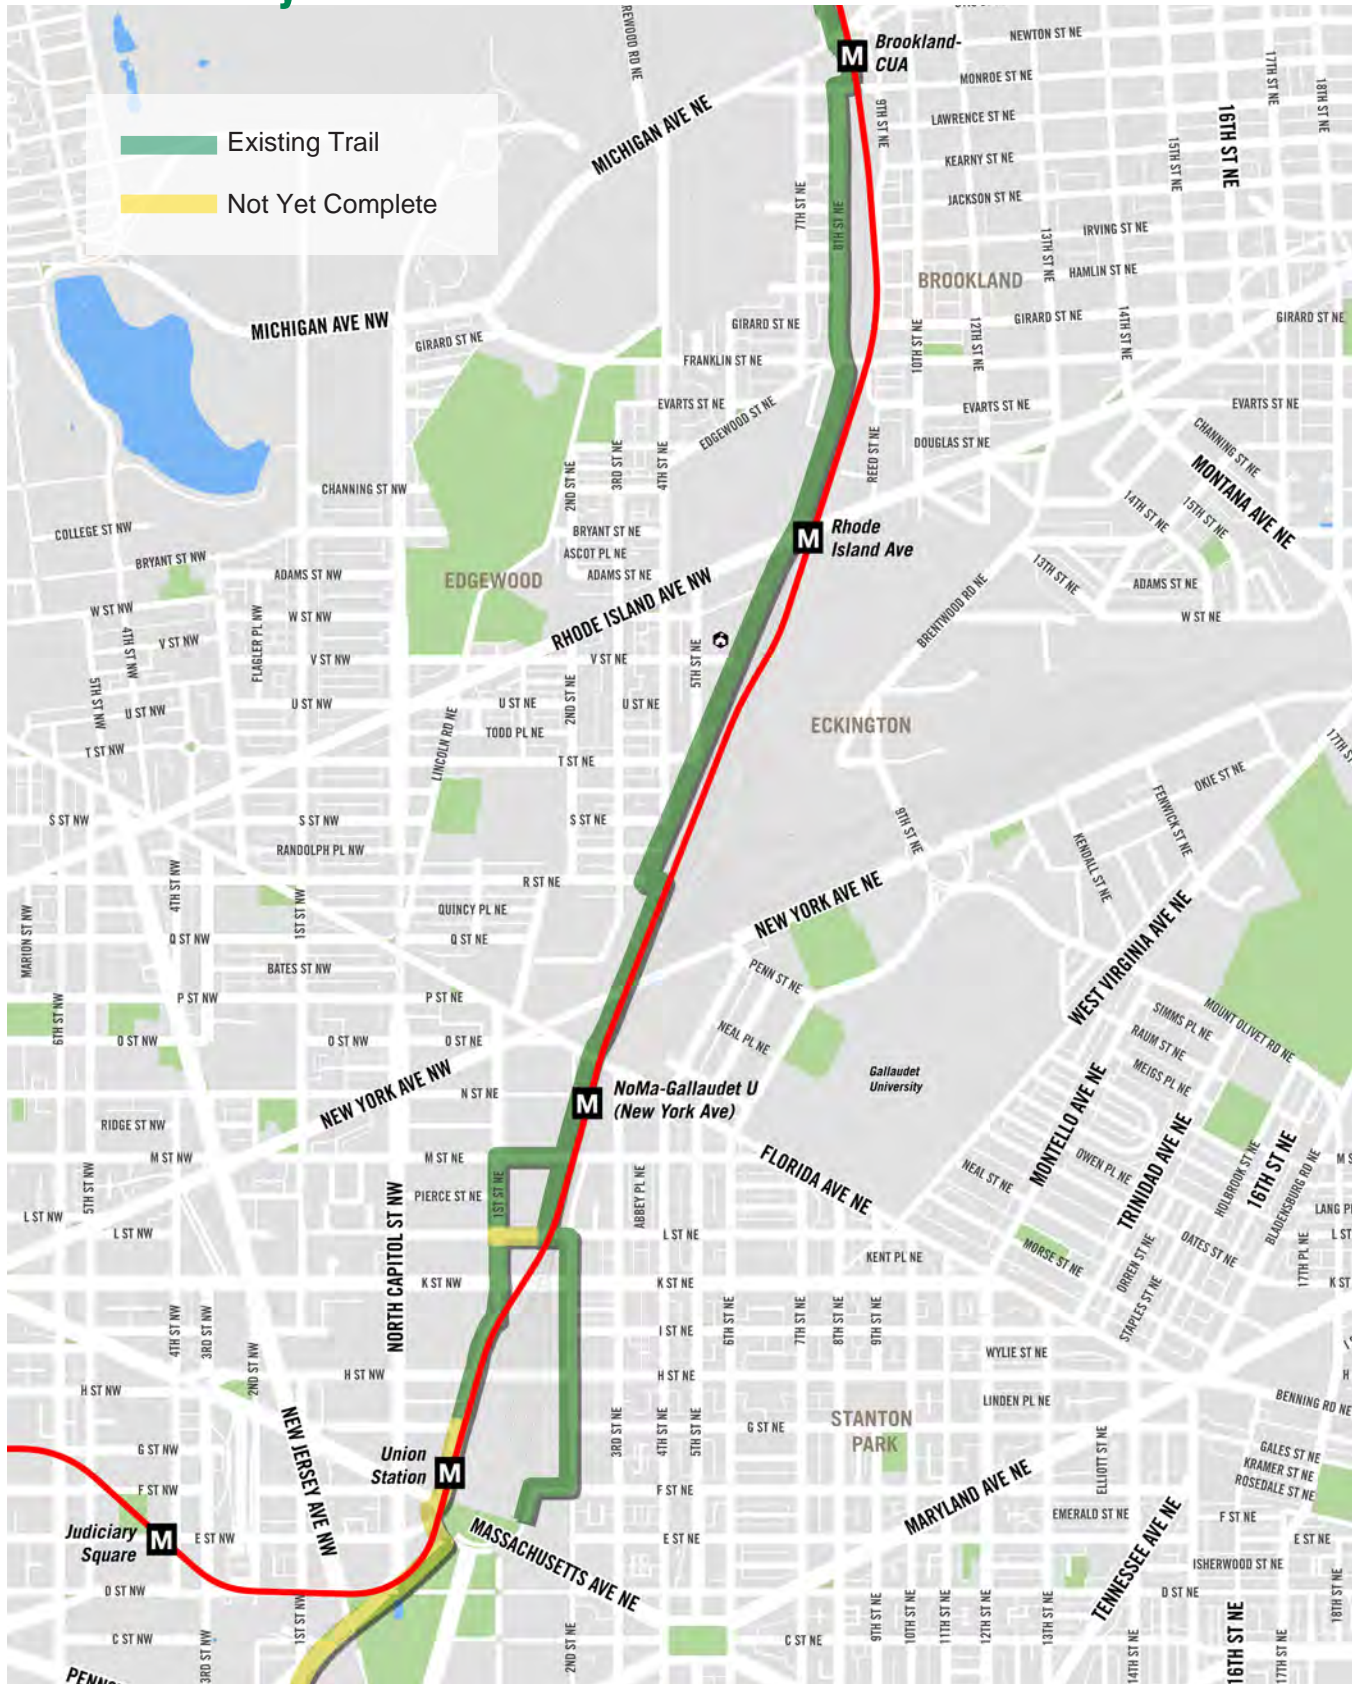 Brookland-
CUA
NEWTON ST NE
MONROE ST NE
17TH ST NE
18TH ST NE
MICHIGAN AVE NE
9TH ST NE
LAWRENCE ST NE
16TH ST NE
Existing Trail
KEARNY ST NE
15TH ST NE
JACKSON ST NE
Not Yet Complete
7TH ST NE
8TH ST NE
IRVING ST NE
13TH ST NE
HAMLIN ST NE
BROOKLAND
MICHIGAN AVE NW
GIRARD ST NE
GIRARD ST NE
10TH ST NE
12TH ST NE
GIRARD ST NE
14TH ST NE
GIRARD ST NE
FRANKLIN ST NE
EVARTS ST NE
EDGEWOOD ST NE
EVARTS ST NE
EVARTS ST NE
DOUGLAS ST NE
CHANNING ST NE
REED ST NE
2ND ST NE
3RD ST NE
4TH ST NE
MONTANA AVE NE
CHANNING ST NW
14TH ST NE
15TH ST NE
COLLEGE ST NW
BRYANT ST NE
Rhode
Island Ave
BRYANT ST NW
ASCOT PL NE
ADAMS ST NW
EDGEWOOD
ADAMS ST NE
13TH ST NE
ADAMS ST NE
W ST NW
W ST NW
RHODE ISLAND AVE NW
BRENTWOOD RD NE
W ST NE
4TH ST NW
V ST NW
FLAGLER PL NW
V ST NW
V ST NE
5TH ST NE
5TH ST NW
U ST NW
U ST NW
U ST NE
2ND ST NE
U ST NE
LINCOLN RD NE
TODD PL NE
ECKINGTON
T ST NW
T ST NE
17TH ST
OKIE ST NE
FENWICK ST NE
S ST NW
S ST NW
S ST NE
9TH ST NE
RANDOLPH PL NW
KENDALL ST NE
4TH ST NW
R ST NE
1ST ST NW
QUINCY PL NE
NEW YORK AVE NE
MARION ST NW
Q ST NW
Q ST NE
WEST VIRGINIA AVE NE
BATES ST NW
PENN ST NE
P ST NW
P ST NE
6TH ST NW
SIMMS PL NE
MOUNT OLIVET RD NE
O ST NW
O ST NW
O ST NE
NEAL PL NE
RAUM ST NE
Gallaudet
University
MEIGS PL NE
NEW YORK AVE NW
N ST NE
NoMa-Gallaudet U
(New York Ave)
MONTELLO AVE NE
RIDGE ST NW
TRINIDAD AVE NE
M ST NW
M ST NE
FLORIDA AVE NE
OWEN PL NE
HOLBROOK ST NE
16TH ST NE
BLADENSBURG RD NE
M S
5TH ST NW
NORTH CAPITOL ST NW
PIERCE ST NE
1ST ST NE
ABBEY PL NE
NEAL ST NE
L ST NW
L ST NW
L ST NE
LANG P
L ST
KENT PL NE
MORSE ST NE
OATES ST NE
ORREN ST NE
17TH PL NE
K ST NW
K ST NE
K ST
STAPLES ST NE
4TH ST NW
3RD ST NW
I ST NE
6TH ST NE
7TH ST NE
8TH ST NE
9TH ST NE
WYLIE ST NE
2ND ST NW
H ST NW
H ST NW
H ST NE
H
LINDEN PL NE
BENNING RD NE
NEW JERSEY AVE NW
3RD ST NE
4TH ST NE
5TH ST NE
G ST NE
STANTON
PARK
G ST NW
Union
Station
ELLIOTT ST NE
GALES ST NE
KRAMER ST NE
ROSEDALE ST NE
F ST NW
F ST NE
MARYLAND AVE NE
Judiciary
Square
E ST NW
MASSACHUSETTS AVE NE
E ST NE
EMERALD ST NE
TENNESSEE AVE NE
F ST NE
E ST NE
ISHERWOOD ST NE
D ST NW
D ST NE
1ST ST NW
9TH ST NE
10TH ST NE
11TH ST NE
12TH ST NE
13TH ST NE
18TH ST NE
C ST NW
3RD ST NW
2ND ST NE
C ST NE
14TH ST NE
16TH ST NE
17TH ST NE